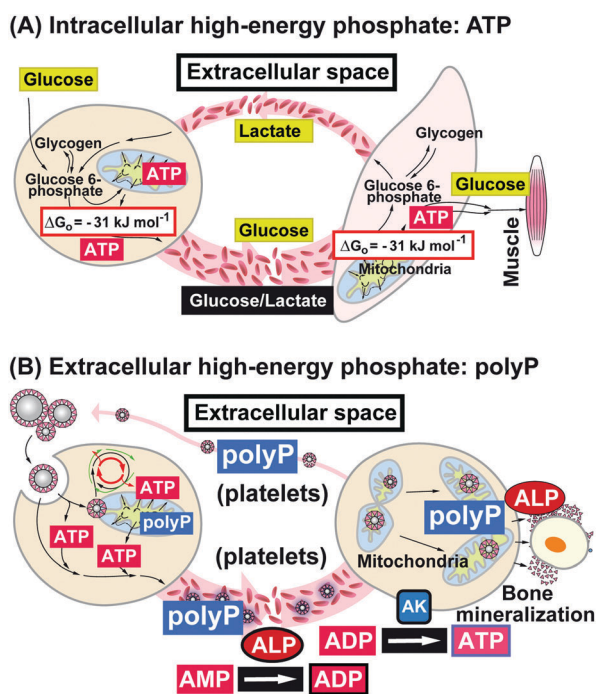 (A) Intracellular high-energy phosphate: ATP
Glucose
Extracellular space
Lactate
Glycogen
Glucose 6-
phosphate
ATP
ΔGo = - 31 kJ mol-1
ATP
Glucose
Glucose/Lactate
Glycogen
Glucose 6-
phosphate
Glucose
ATP
ΔGo = - 31 kJ mol-1
Mitochondria
Muscle
(B) Extracellular high-energy phosphate: polyP
Extracellular space
polyP
(platelets)
ATP
polyP
ATP
ATP
(platelets)
polyP
ALP
polyP
Mitochondria
Bone
mineralization
AK
ALP
ADP
ATP
AMP
ADP